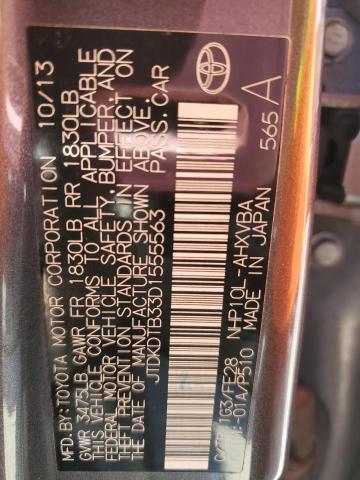 MFD.BY:TOYOTA MOTOR CORPORATION 10/13
GVWR 3475LB GAWR FR 1830LB RR 1830LB
THIS VEHICLE CONFORMS TO ALL APPLICABLE
FEDERAL MOTOR VEHICLE SAFETY, BUMPER, AND
THEFT PREVENTION STANDARDS IN EFFECT ON
THE DATE OF MANUFACTURE SHOWN ABOVE.
JTDKDTB33D1555563 PASS.CAR
1G3/FE28 NHP10L-AHXVBA
-01A/P510 MADE IN JAPAN 565 A
TOYOTA